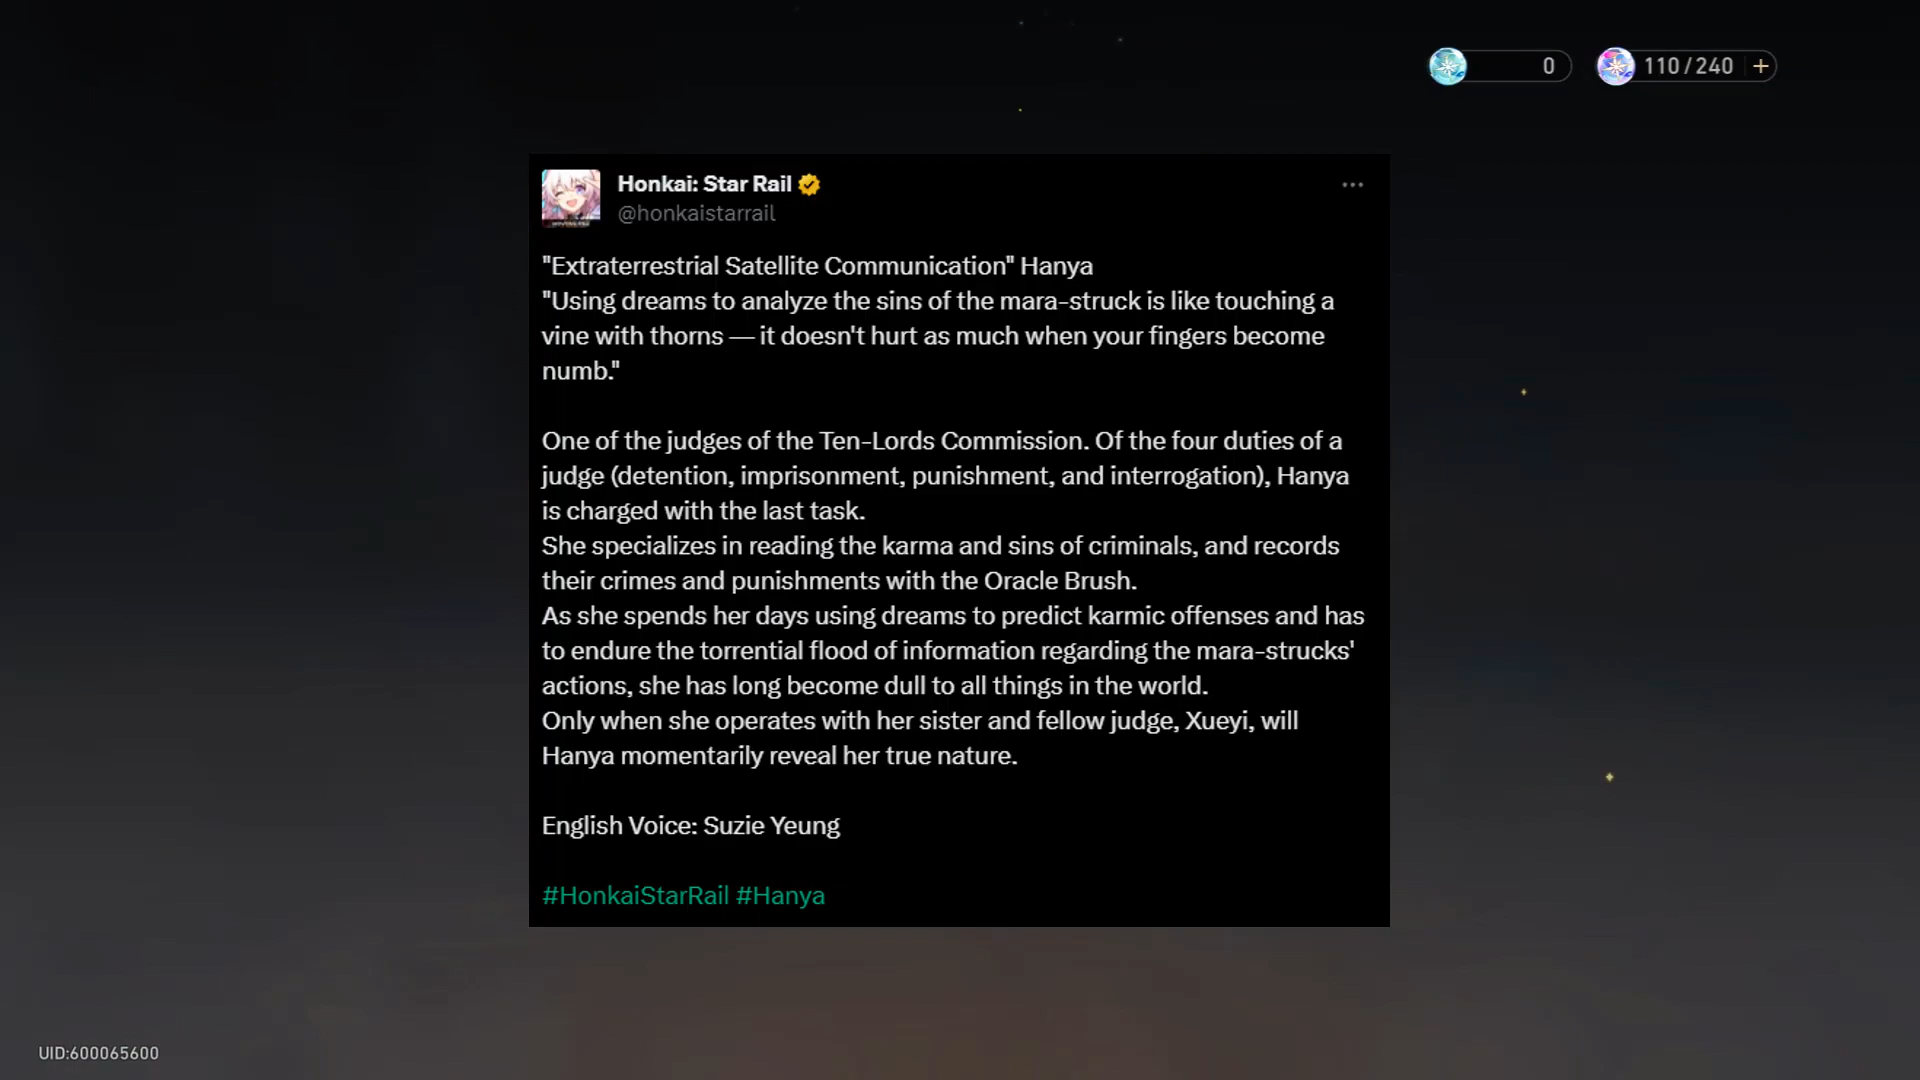 0
110/240 +
Honkai: Star Rail
@honkaistarrail
"Extraterrestrial Satellite Communication" Hanya
"Using dreams to analyze the sins of the mara-struck is like touching a
vine with thorns — it doesn't hurt as much when your fingers become
numb."
One of the judges of the Ten-Lords Commission. Of the four duties of a
judge (detention, imprisonment, punishment, and interrogation), Hanya
is charged with the last task.
She specializes in reading the karma and sins of criminals, and records
their crimes and punishments with the Oracle Brush.
As she spends her days using dreams to predict karmic offenses and has
to endure the torrential flood of information regarding the mara-strucks'
actions, she has long become dull to all things in the world.
Only when she operates with her sister and fellow judge, Xueyi, will
Hanya momentarily reveal her true nature.
English Voice: Suzie Yeung
#HonkaiStarRail #Hanya
UID:600065600